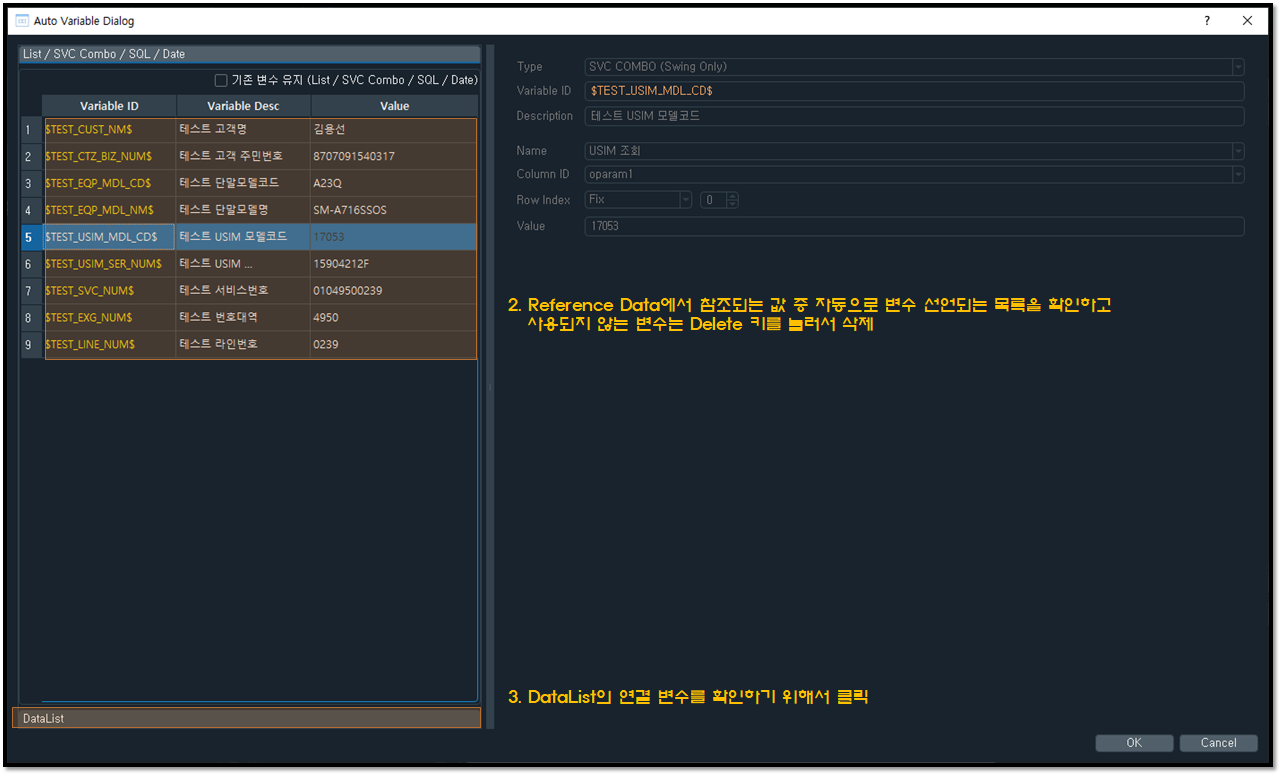 Auto Variable Dialog
?
List / SVC Combo / SQL / Date
기존 변수 유지 (List / SVC Combo / SQL / Date)
Variable ID Variable Desc Value
1 $TEST_CUST_NM$ 테스트 고객명 김용선
2 $TEST_CTZ_BIZ_NUM$ 테스트 고객 주민번호 8707091540317
3 $TEST_EQP_MDL_CD$ 테스트 단말모델코드 A23Q
4 $TEST_EQP_MDL_NM$ 테스트 단말모델명 SM-A716SSOS
5 $TEST_USIM_MDL_CD$ 테스트 USIM 모델코드 17053
6 $TEST_USIM_SER_NUM$ 테스트 USIM ... 15904212F
7 $TEST_SVC_NUM$ 테스트 서비스번호 01049500239
8 $TEST_EXG_NUM$ 테스트 번호대역 4950
9 $TEST_LINE_NUM$ 테스트 라인번호 0239
DataList
Type SVC COMBO (Swing Only)
Variable ID $TEST_USIM_MDL_CD$
Description 테스트 USIM 모델코드
Name USIM 조회
Column ID oparam1
Row Index Fix 0
Value 17053
2. Reference Data에서 참조되는 값 중 자동으로 변수 선언되는 목록을 확인하고
사용되지 않는 변수는 Delete 키를 눌러서 삭제
3. DataList의 연결 변수를 확인하기 위해서 클릭
OK Cancel